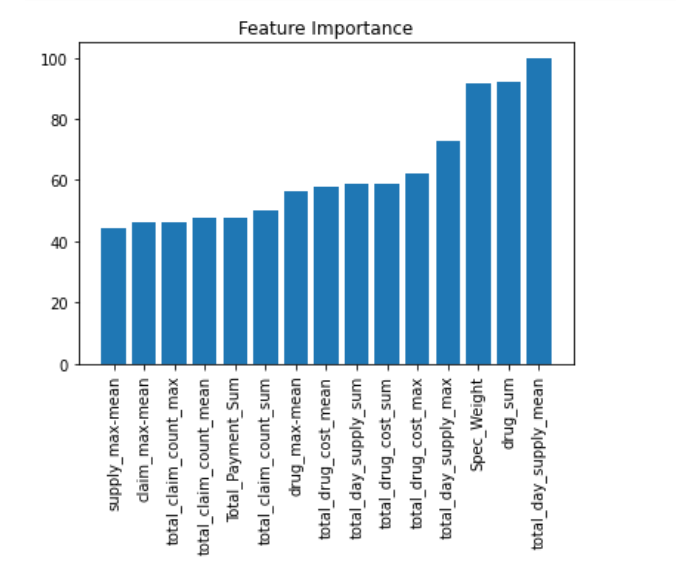 Feature Importance
100
80
60
40
20
0
supply_max-mean
claim_max-mean
total_claim_count_max
total_claim_count_mean
Total_Payment_Sum
total_claim_count_sum
drug_max-mean
total_drug_cost_mean
total_day_supply_sum
total_drug_cost_sum
total_drug_cost_max
total_day_supply_max
Spec_Weight
drug_sum
total_day_supply_mean